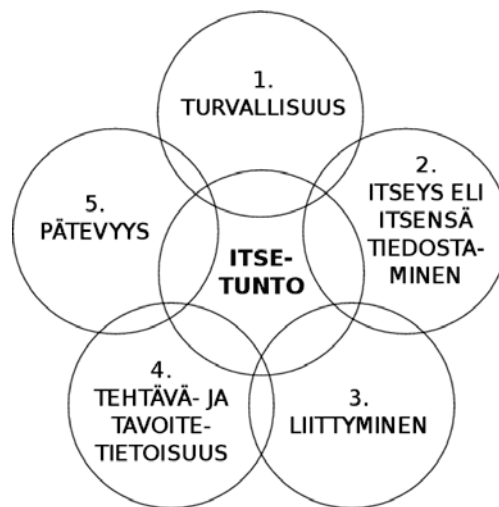 1.
TURVALLISUUS
2.
ITSEYS ELI
ITSENSÄ
TIEDOSTA-
MINEN
3.
LIITTYMINEN
4.
TEHTÄVÄ- JA
TAVOITE-
TIETOISUUS
5.
PÄTEVYYS
ITSE-
TUNTO